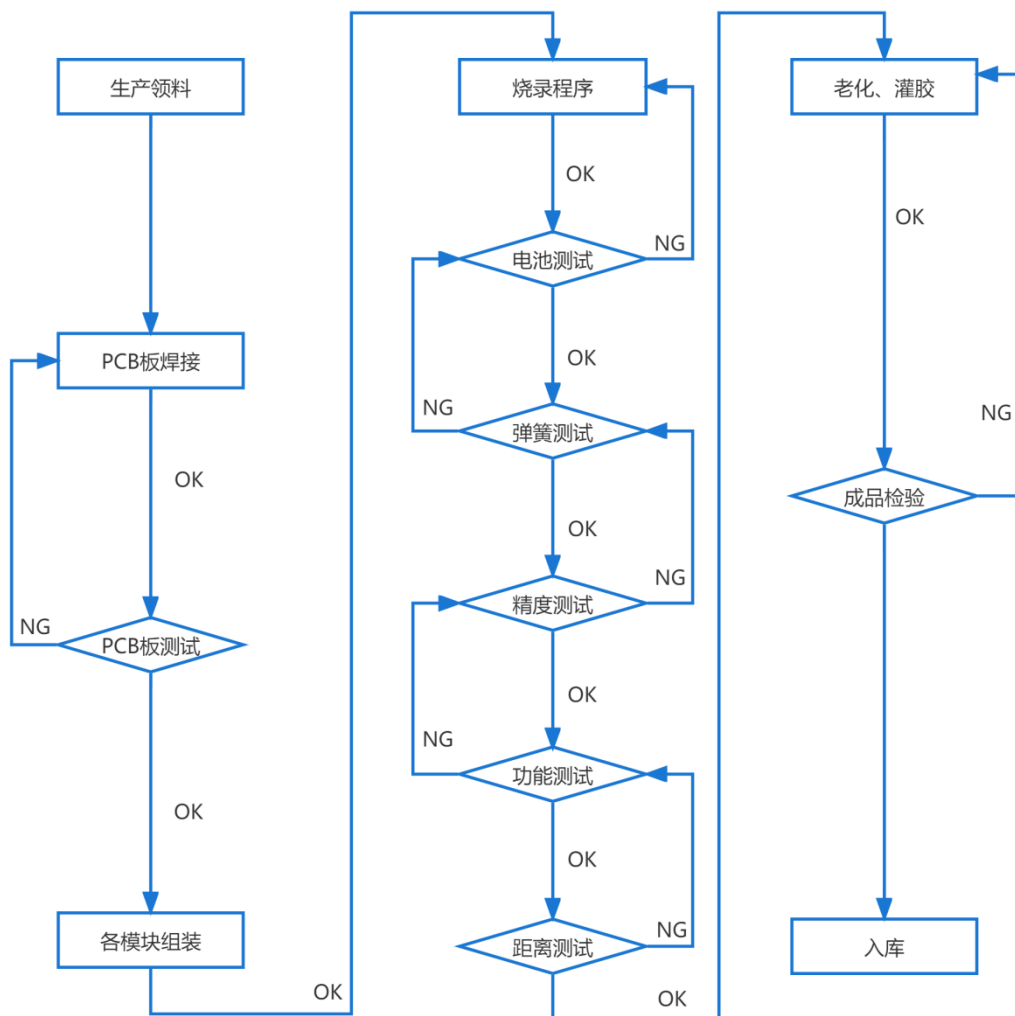 生产领料
PCB板焊接
OK
NG
PCB板测试
OK
各模块组装
OK
烧录程序
OK
NG
电池测试
OK
NG
弹簧测试
OK
NG
精度测试
OK
NG
功能测试
OK
NG
距离测试
OK
老化、灌胶
OK
NG
成品检验
入库